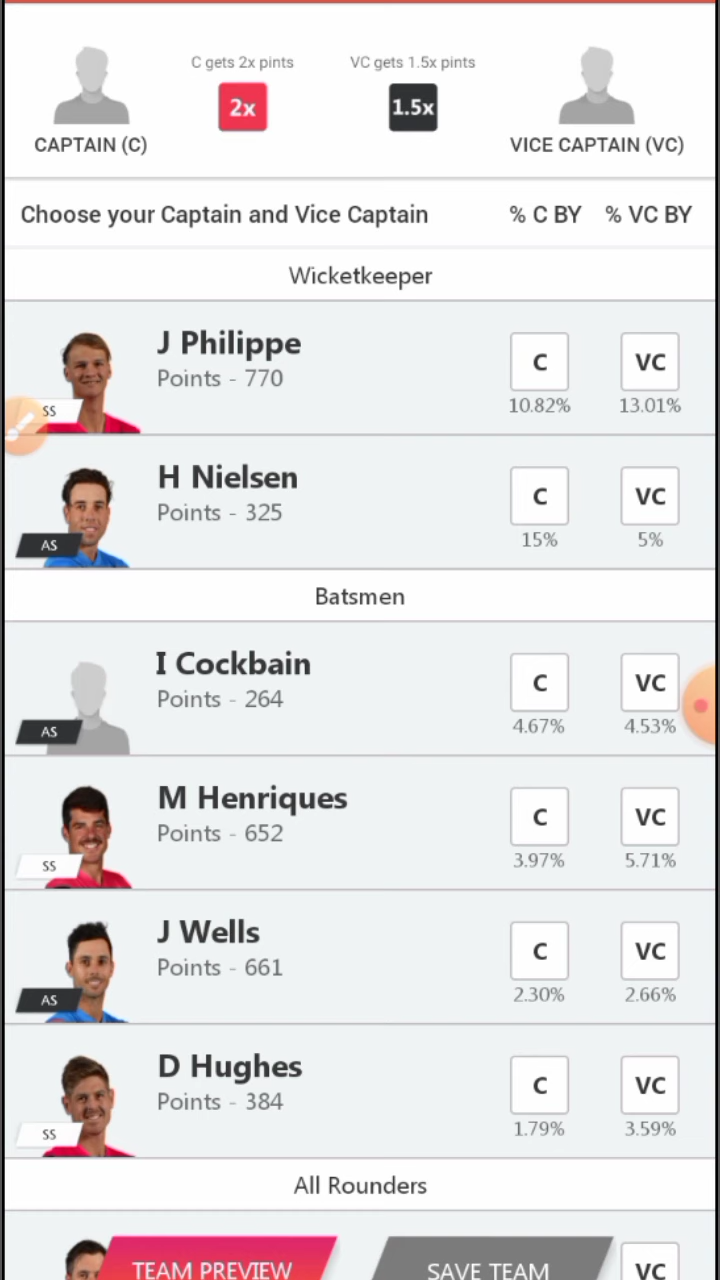 C gets 2x pints
VC gets 1.5x pints
2x
1.5x
CAPTAIN (C)
VICE CAPTAIN (VC)
Choose your Captain and Vice Captain
% C BY
% VC BY
Wicketkeeper
J Philippe
Points - 770
SS
C
VC
10.82%
13.01%
H Nielsen
Points - 325
AS
C
VC
15%
5%
Batsmen
I Cockbain
Points - 264
AS
C
VC
4.67%
4.53%
M Henriques
Points - 652
SS
C
VC
3.97%
5.71%
J Wells
Points - 661
AS
C
VC
2.30%
2.66%
D Hughes
Points - 384
SS
C
VC
1.79%
3.59%
All Rounders
TEAM PREVIEW
SAVE TEAM
VC